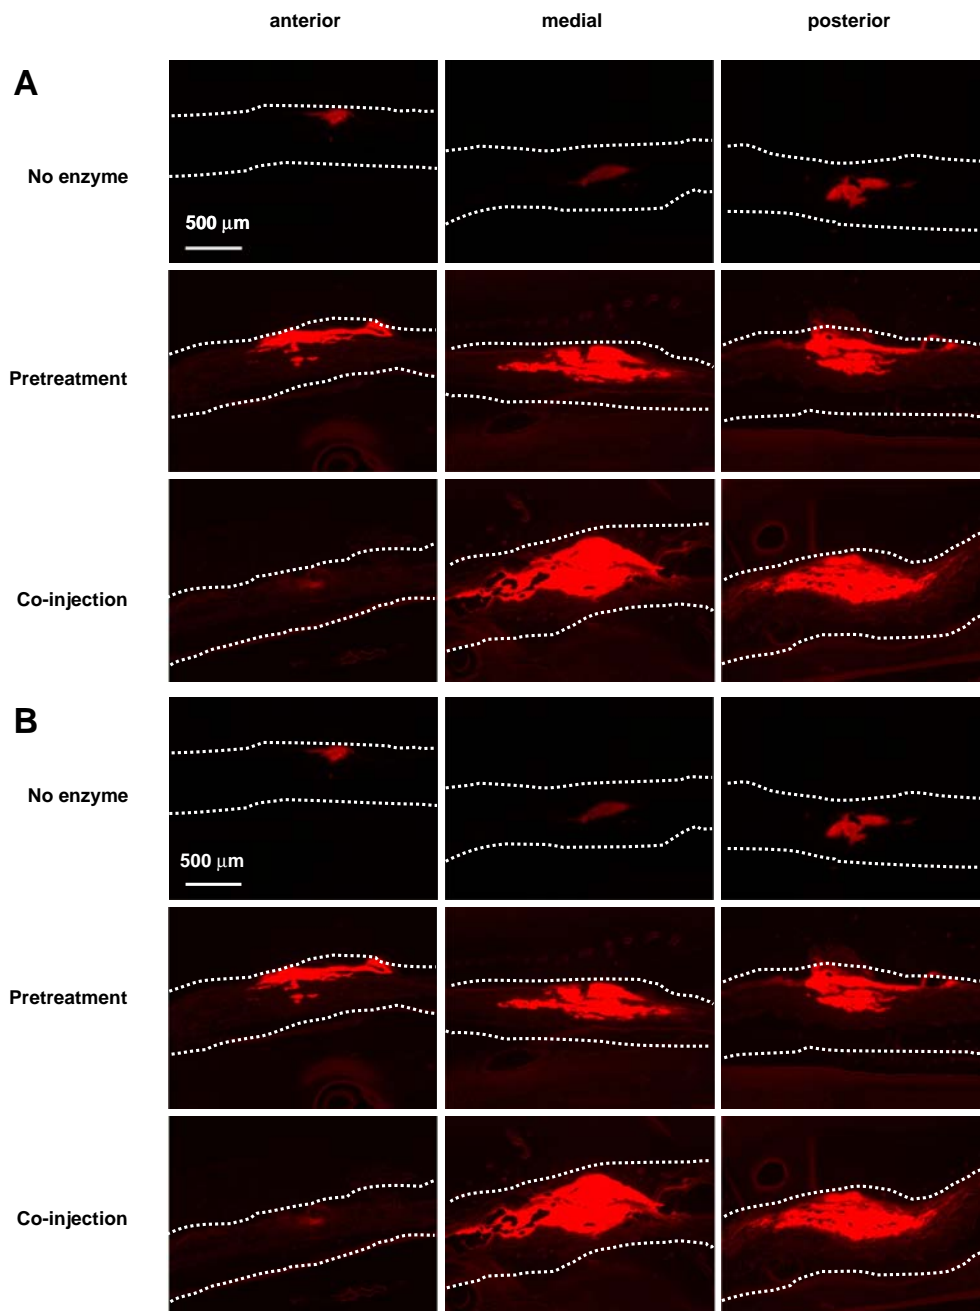 anterior medial posterior
A
No enzyme
500 μm
Pretreatment
Co-injection
B
No enzyme
500 μm
Pretreatment
Co-injection